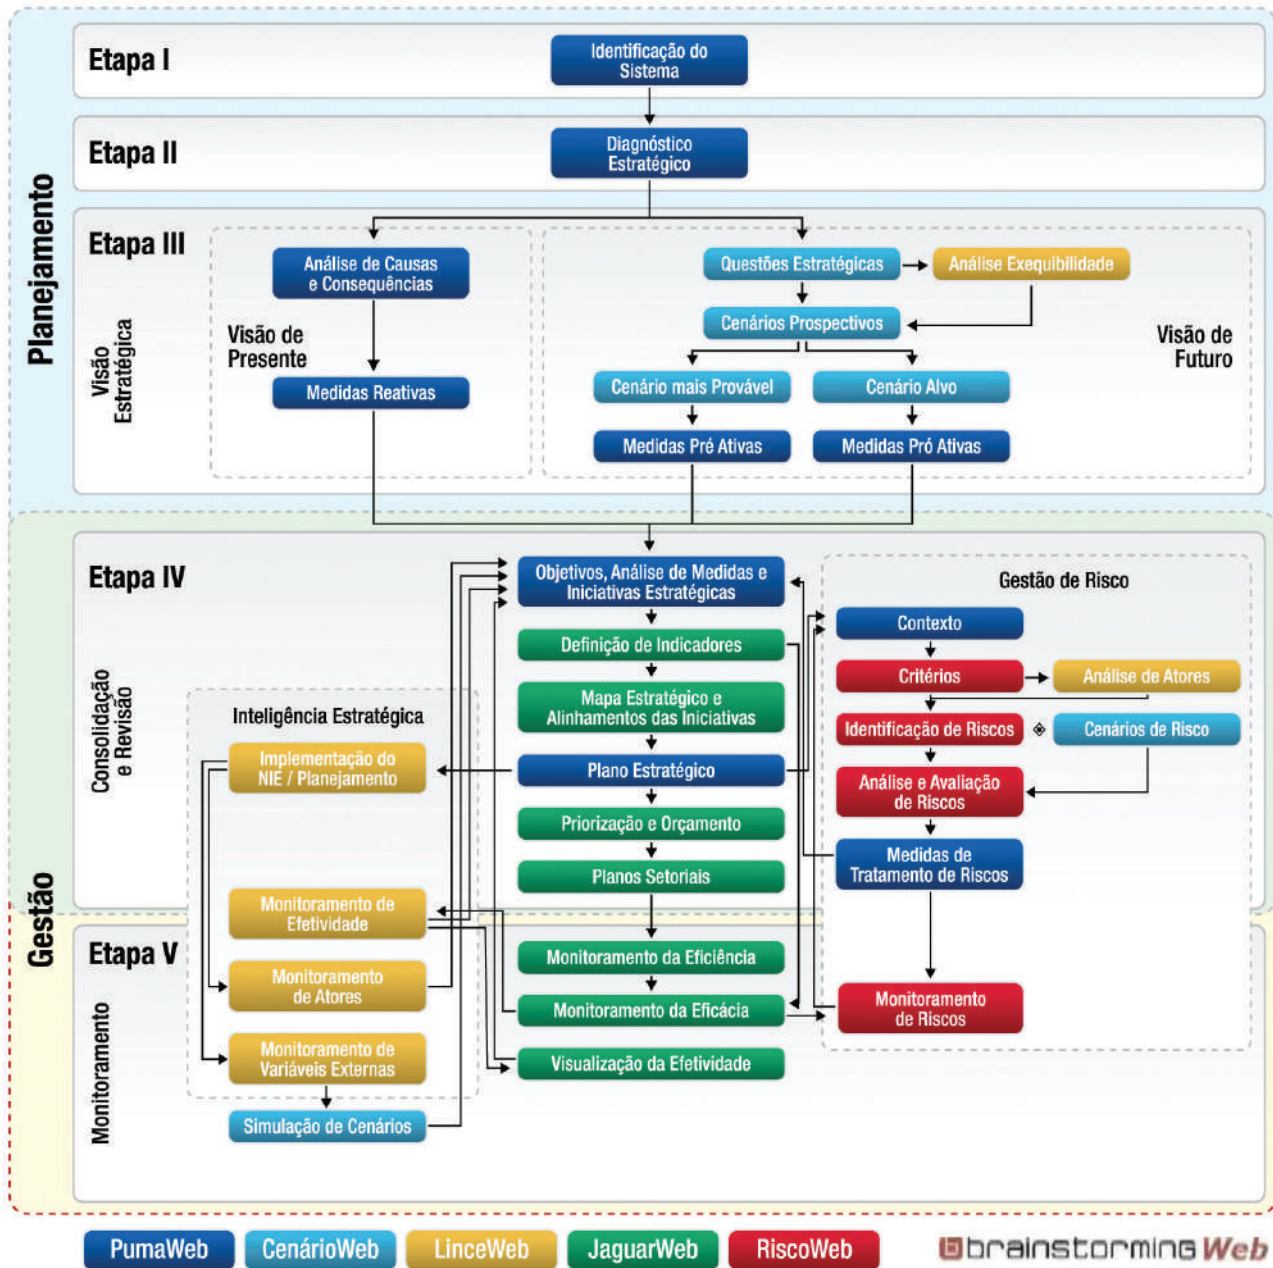 Planejamento
Etapa I
Identificação do
Sistema
Etapa II
Diagnóstico
Estratégico
Etapa III
Visão
Estratégica
Análise de Causas
e Consequências
Visão de
Presente
Medidas Reativas
Questões Estratégicas
Análise Exequibilidade
Cenários Prospectivos
Visão de
Futuro
Cenário mais Provável
Cenário Alvo
Medidas Pré Ativas
Medidas Pró Ativas
Gestão
Etapa IV
Consolidação
e Revisão
Objetivos, Análise de Medidas e
Iniciativas Estratégicas
Definição de Indicadores
Mapa Estratégico e
Alinhamentos das Iniciativas
Plano Estratégico
Priorização e Orçamento
Planos Setoriais
Inteligência Estratégica
Implementação do
NIE / Planejamento
Monitoramento de
Efetividade
Monitoramento
de Atores
Monitoramento de
Variáveis Externas
Simulação de Cenários
Gestão de Risco
Contexto
Critérios
Análise de Atores
Identificação de Riscos
Cenários de Risco
Análise e Avaliação
de Riscos
Medidas de
Tratamento de Riscos
Monitoramento
de Riscos
Etapa V
Monitoramento
Monitoramento da Eficiência
Monitoramento da Eficácia
Visualização da Efetividade
PumaWeb
CenárioWeb
LinceWeb
JaguarWeb
RiscoWeb
brainstorming Web